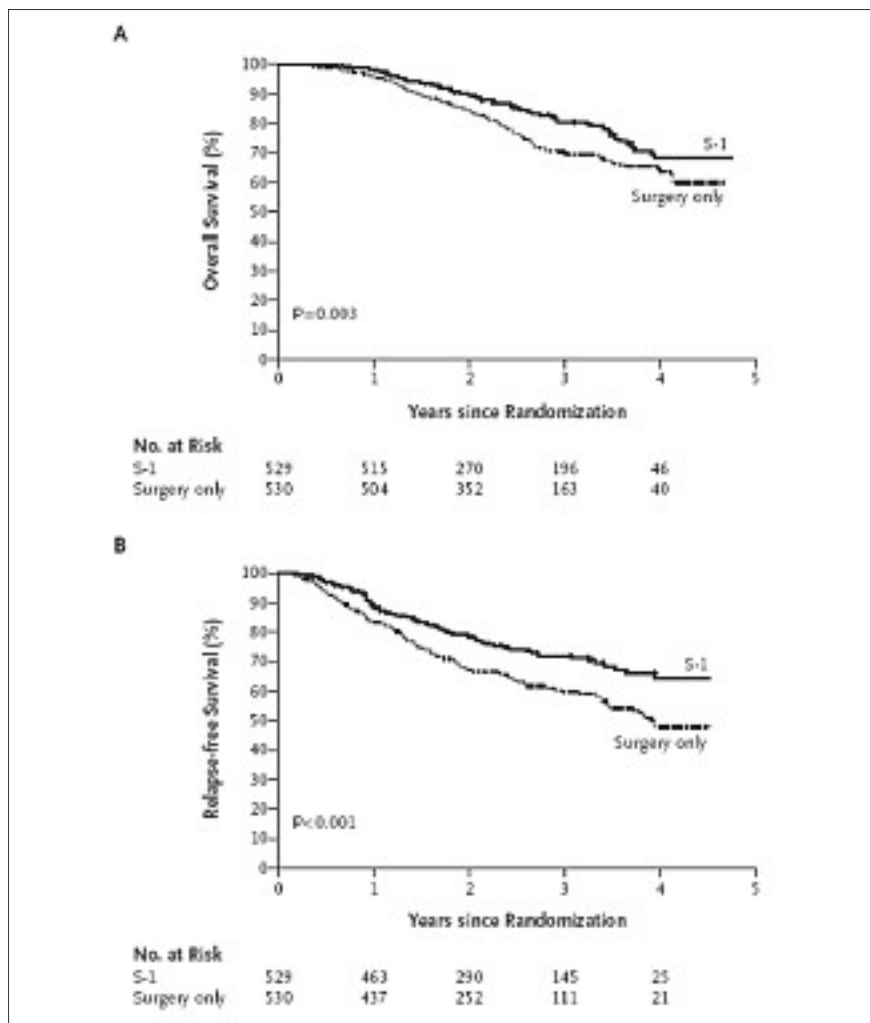 A
100
90
80
70
60
50
40
30
20
10
0
Overall Survival (%)
S-1
Surgery only
P=0.003
0 1 2 3 4 5
Years since Randomization
No. at Risk
S-1 529 515 270 196 46
Surgery only 530 504 352 163 40
B
100
90
80
70
60
50
40
30
20
10
0
Relapse-free Survival (%)
S-1
Surgery only
P<0.001
0 1 2 3 4 5
Years since Randomization
No. at Risk
S-1 529 463 290 145 25
Surgery only 530 437 252 111 21